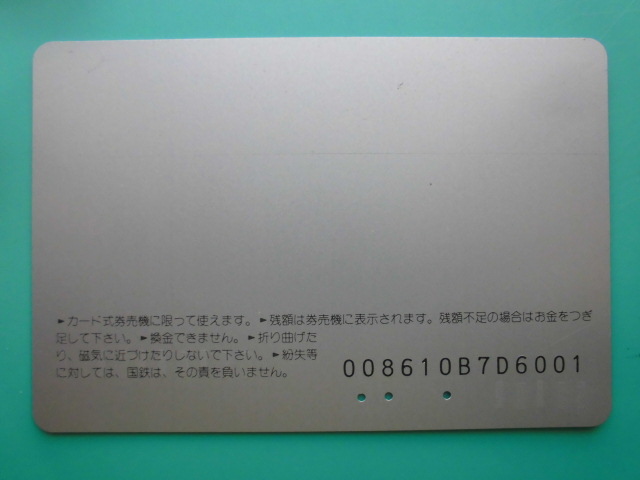 ►カード式券売機に限って使えます。►残額は券売機に表示されます。残額不足の場合はお金をつぎ
足して下さい。►換金できません。►折り曲げた
り、磁気に近づけたりしないで下さい。►紛失等
に対しては、国鉄は、その責を負いません。
008610B7D6001